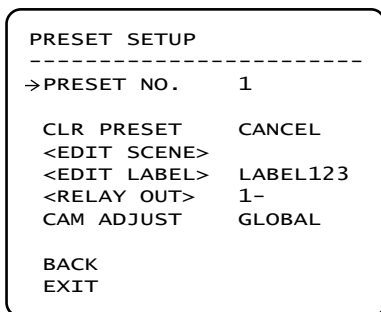 PRESET SETUP
------------------------
→PRESET NO. 1
CLR PRESET CANCEL
<EDIT SCENE>
<EDIT LABEL> LABEL123
<RELAY OUT> 1-
CAM ADJUST GLOBAL
BACK
EXIT